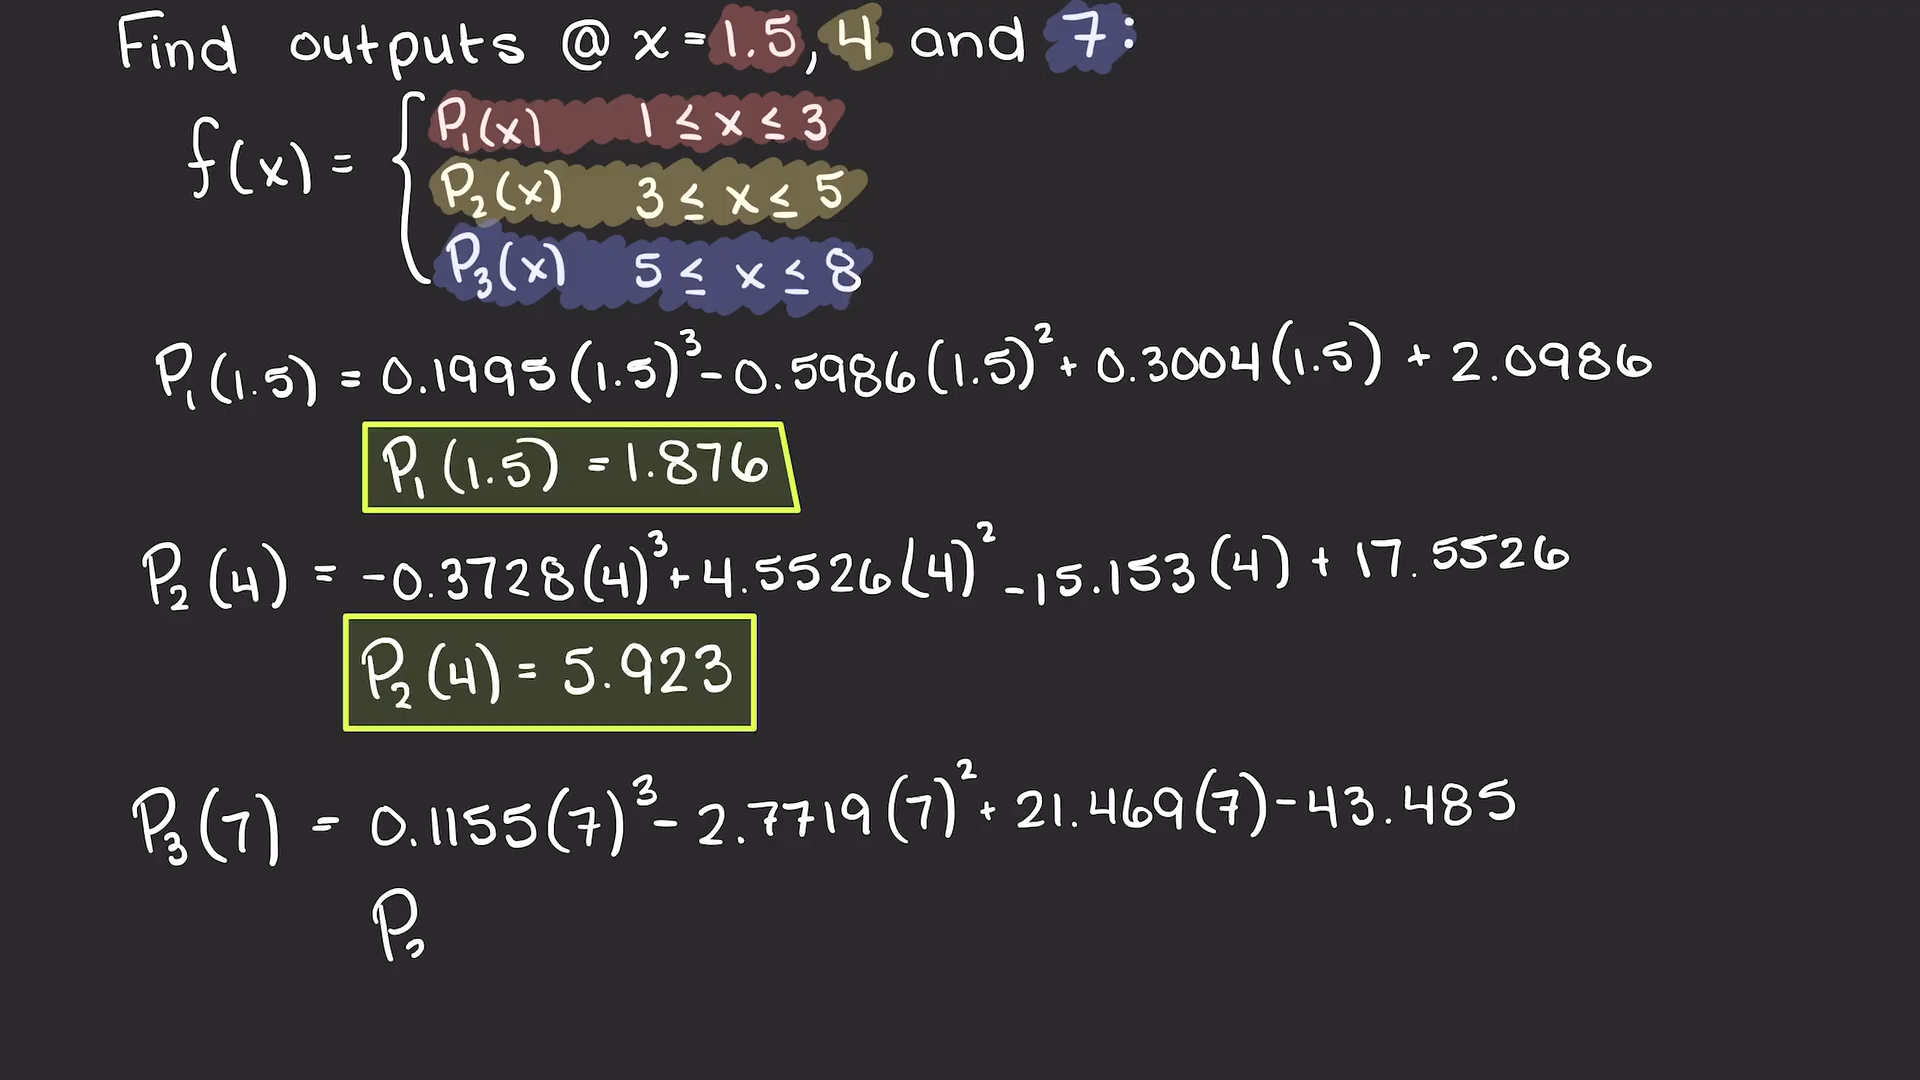 Find outputs @ x = 1.5, 4 and 7:
f(x) = { P₁(x) 1 ≤ x ≤ 3
P₂(x) 3 ≤ x ≤ 5
P₃(x) 5 ≤ x ≤ 8
P₁(1.5) = 0.1995(1.5)³ - 0.5986(1.5)² + 0.3004(1.5) + 2.0986
P₁(1.5) = 1.876
P₂(4) = -0.3728(4)³ + 4.5526(4)² - 15.153(4) + 17.5526
P₂(4) = 5.923
P₃(7) = 0.1155(7)³ - 2.7719(7)² + 21.469(7) - 43.485
P